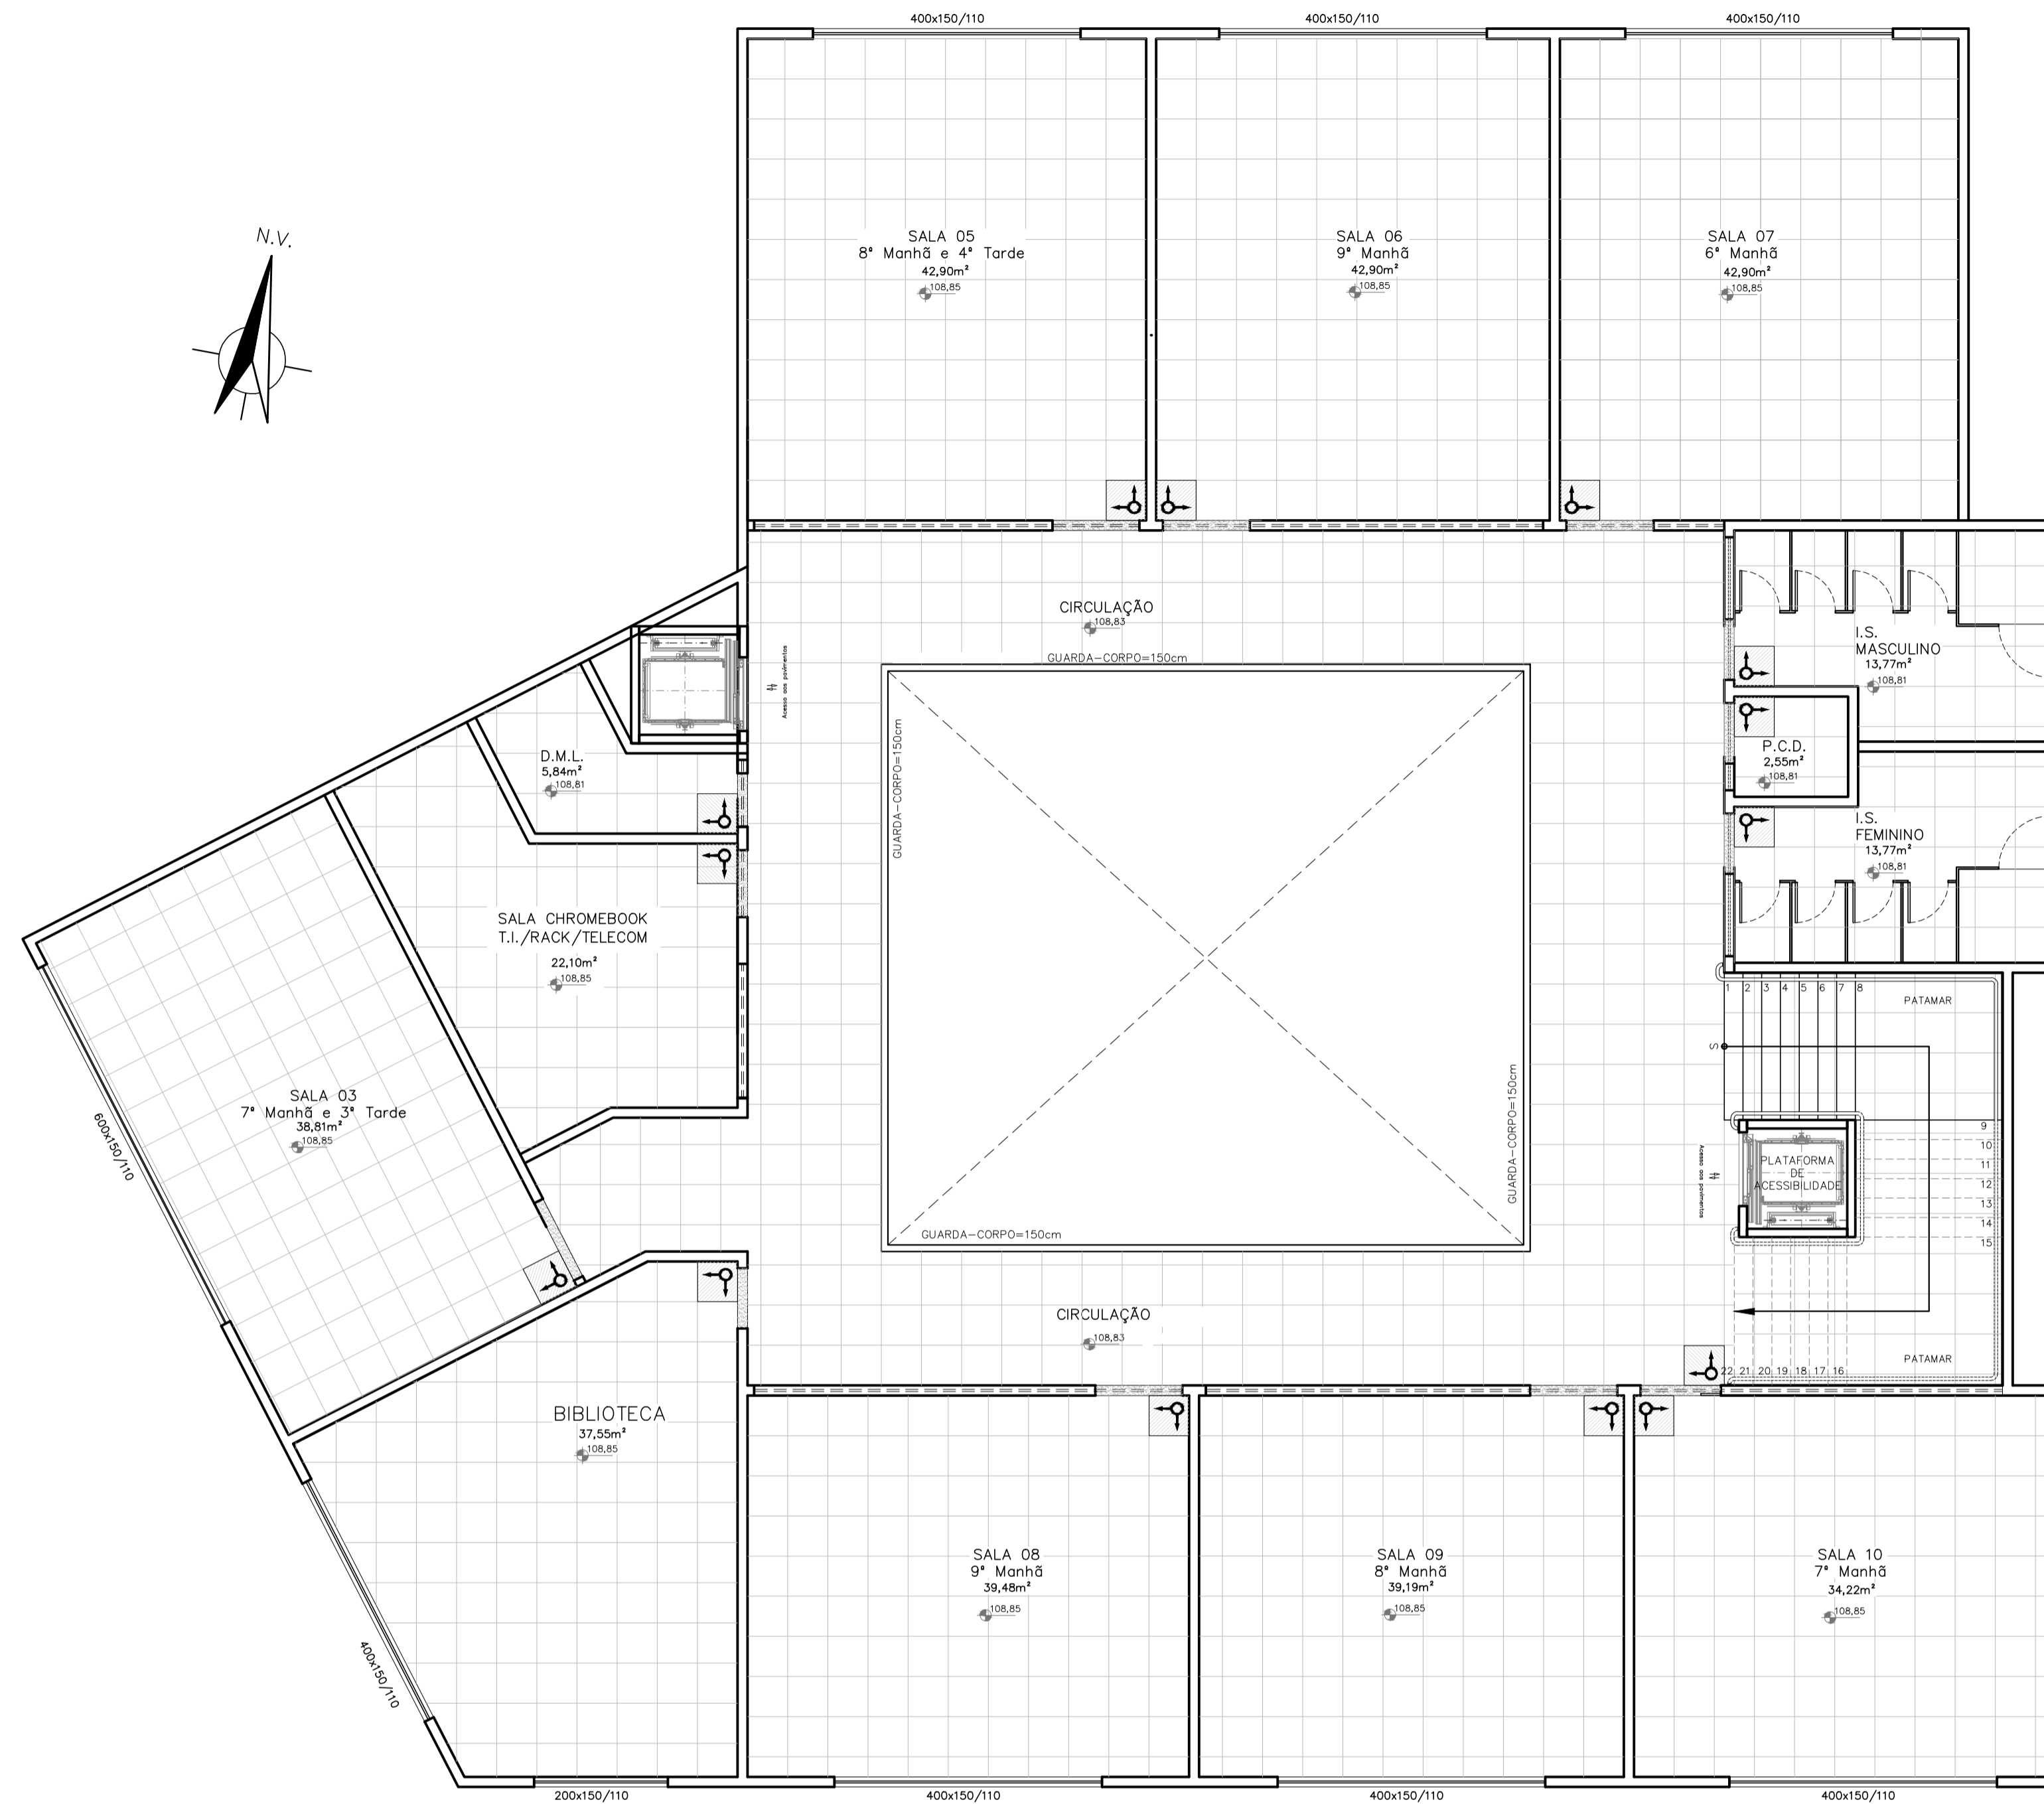 400x150/110
400x150/110
400x150/110
N.V.
SALA 05
8° Manhã e 4° Tarde
42,90m²
108,85
SALA 06
9° Manhã
42,90m²
108,85
SALA 07
6° Manhã
42,90m²
108,85
CIRCULAÇÃO
108,83
GUARDA-CORPO=150cm
Acesso aos pavimentos
I.S.
MASCULINO
13,77m²
108,81
P.C.D.
2,55m²
108,81
I.S.
FEMININO
13,77m²
108,81
D.M.L.
5,84m²
108,81
GUARDA-CORPO=150cm
SALA CHROMEBOOK
T.I./RACK/TELECOM
22,10m²
108,85
1 2 3 4 5 6 7 8
PATAMAR
S
SALA 03
7° Manhã e 3° Tarde
38,81m²
108,85
600x150/110
GUARDA-CORPO=150cm
GUARDA-CORPO=150cm
Acesso aos pavimentos
PLATAFORMA
DE
ACESSIBILIDADE
9
10
11
12
13
14
15
CIRCULAÇÃO
108,83
PATAMAR
22 21 20 19 18 17 16
BIBLIOTECA
37,55m²
108,85
SALA 08
9° Manhã
39,48m²
108,85
SALA 09
8° Manhã
39,19m²
108,85
SALA 10
7° Manhã
34,22m²
108,85
400x150/110
200x150/110
400x150/110
400x150/110
400x150/110